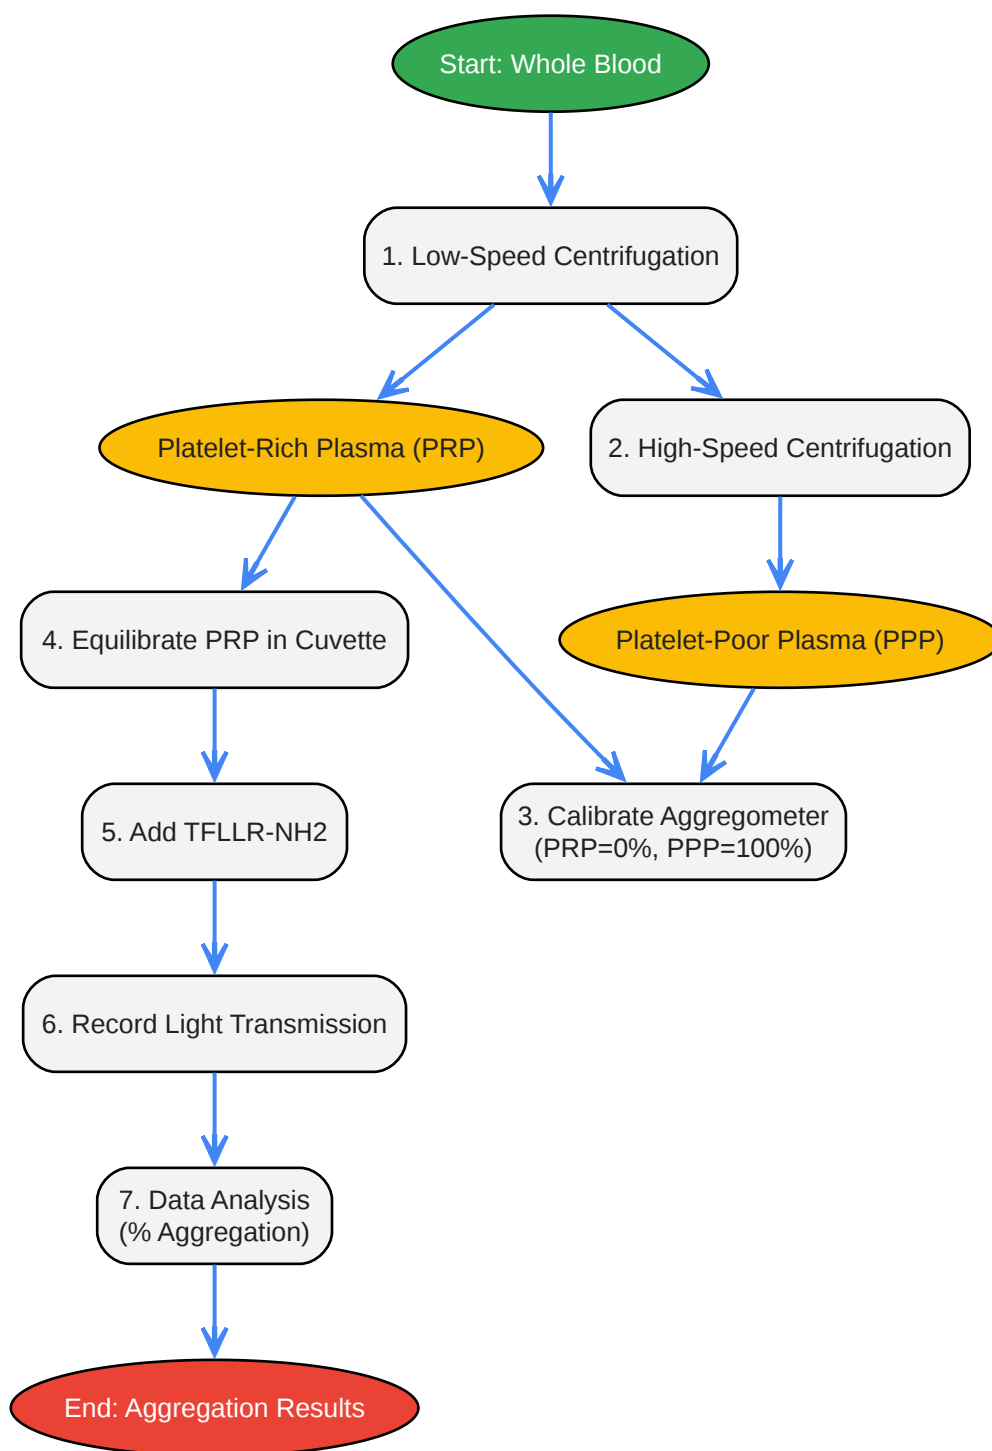 Start: Whole Blood
1. Low-Speed Centrifugation
Platelet-Rich Plasma (PRP)
2. High-Speed Centrifugation
4. Equilibrate PRP in Cuvette
Platelet-Poor Plasma (PPP)
5. Add TFLLR-NH2
3. Calibrate Aggregometer
(PRP=0%, PPP=100%)
6. Record Light Transmission
7. Data Analysis
(% Aggregation)
End: Aggregation Results